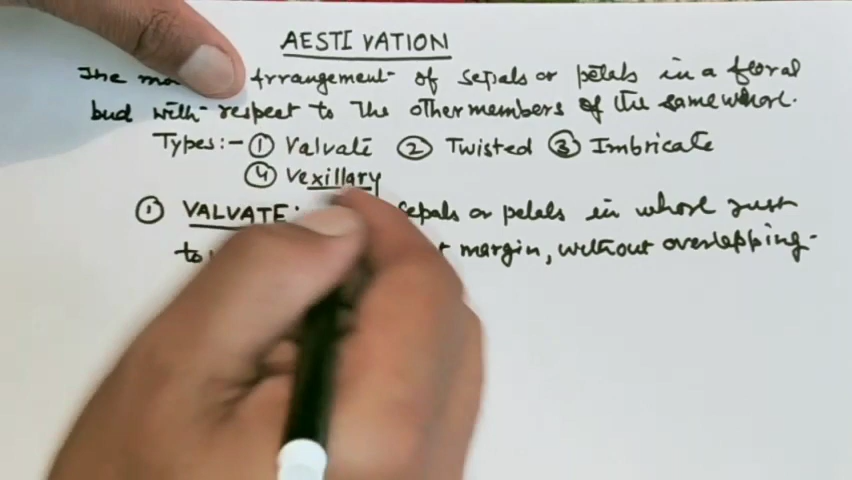 AESTIVATION
The arrangement of sepals or petals in a floral
bud with respect to the other members of the same whorl.
Types:- ① Valvate ② Twisted ③ Imbricate
④ Vexillary
① VALVATE: sepals or petals in whorl just
margin, without overlapping.